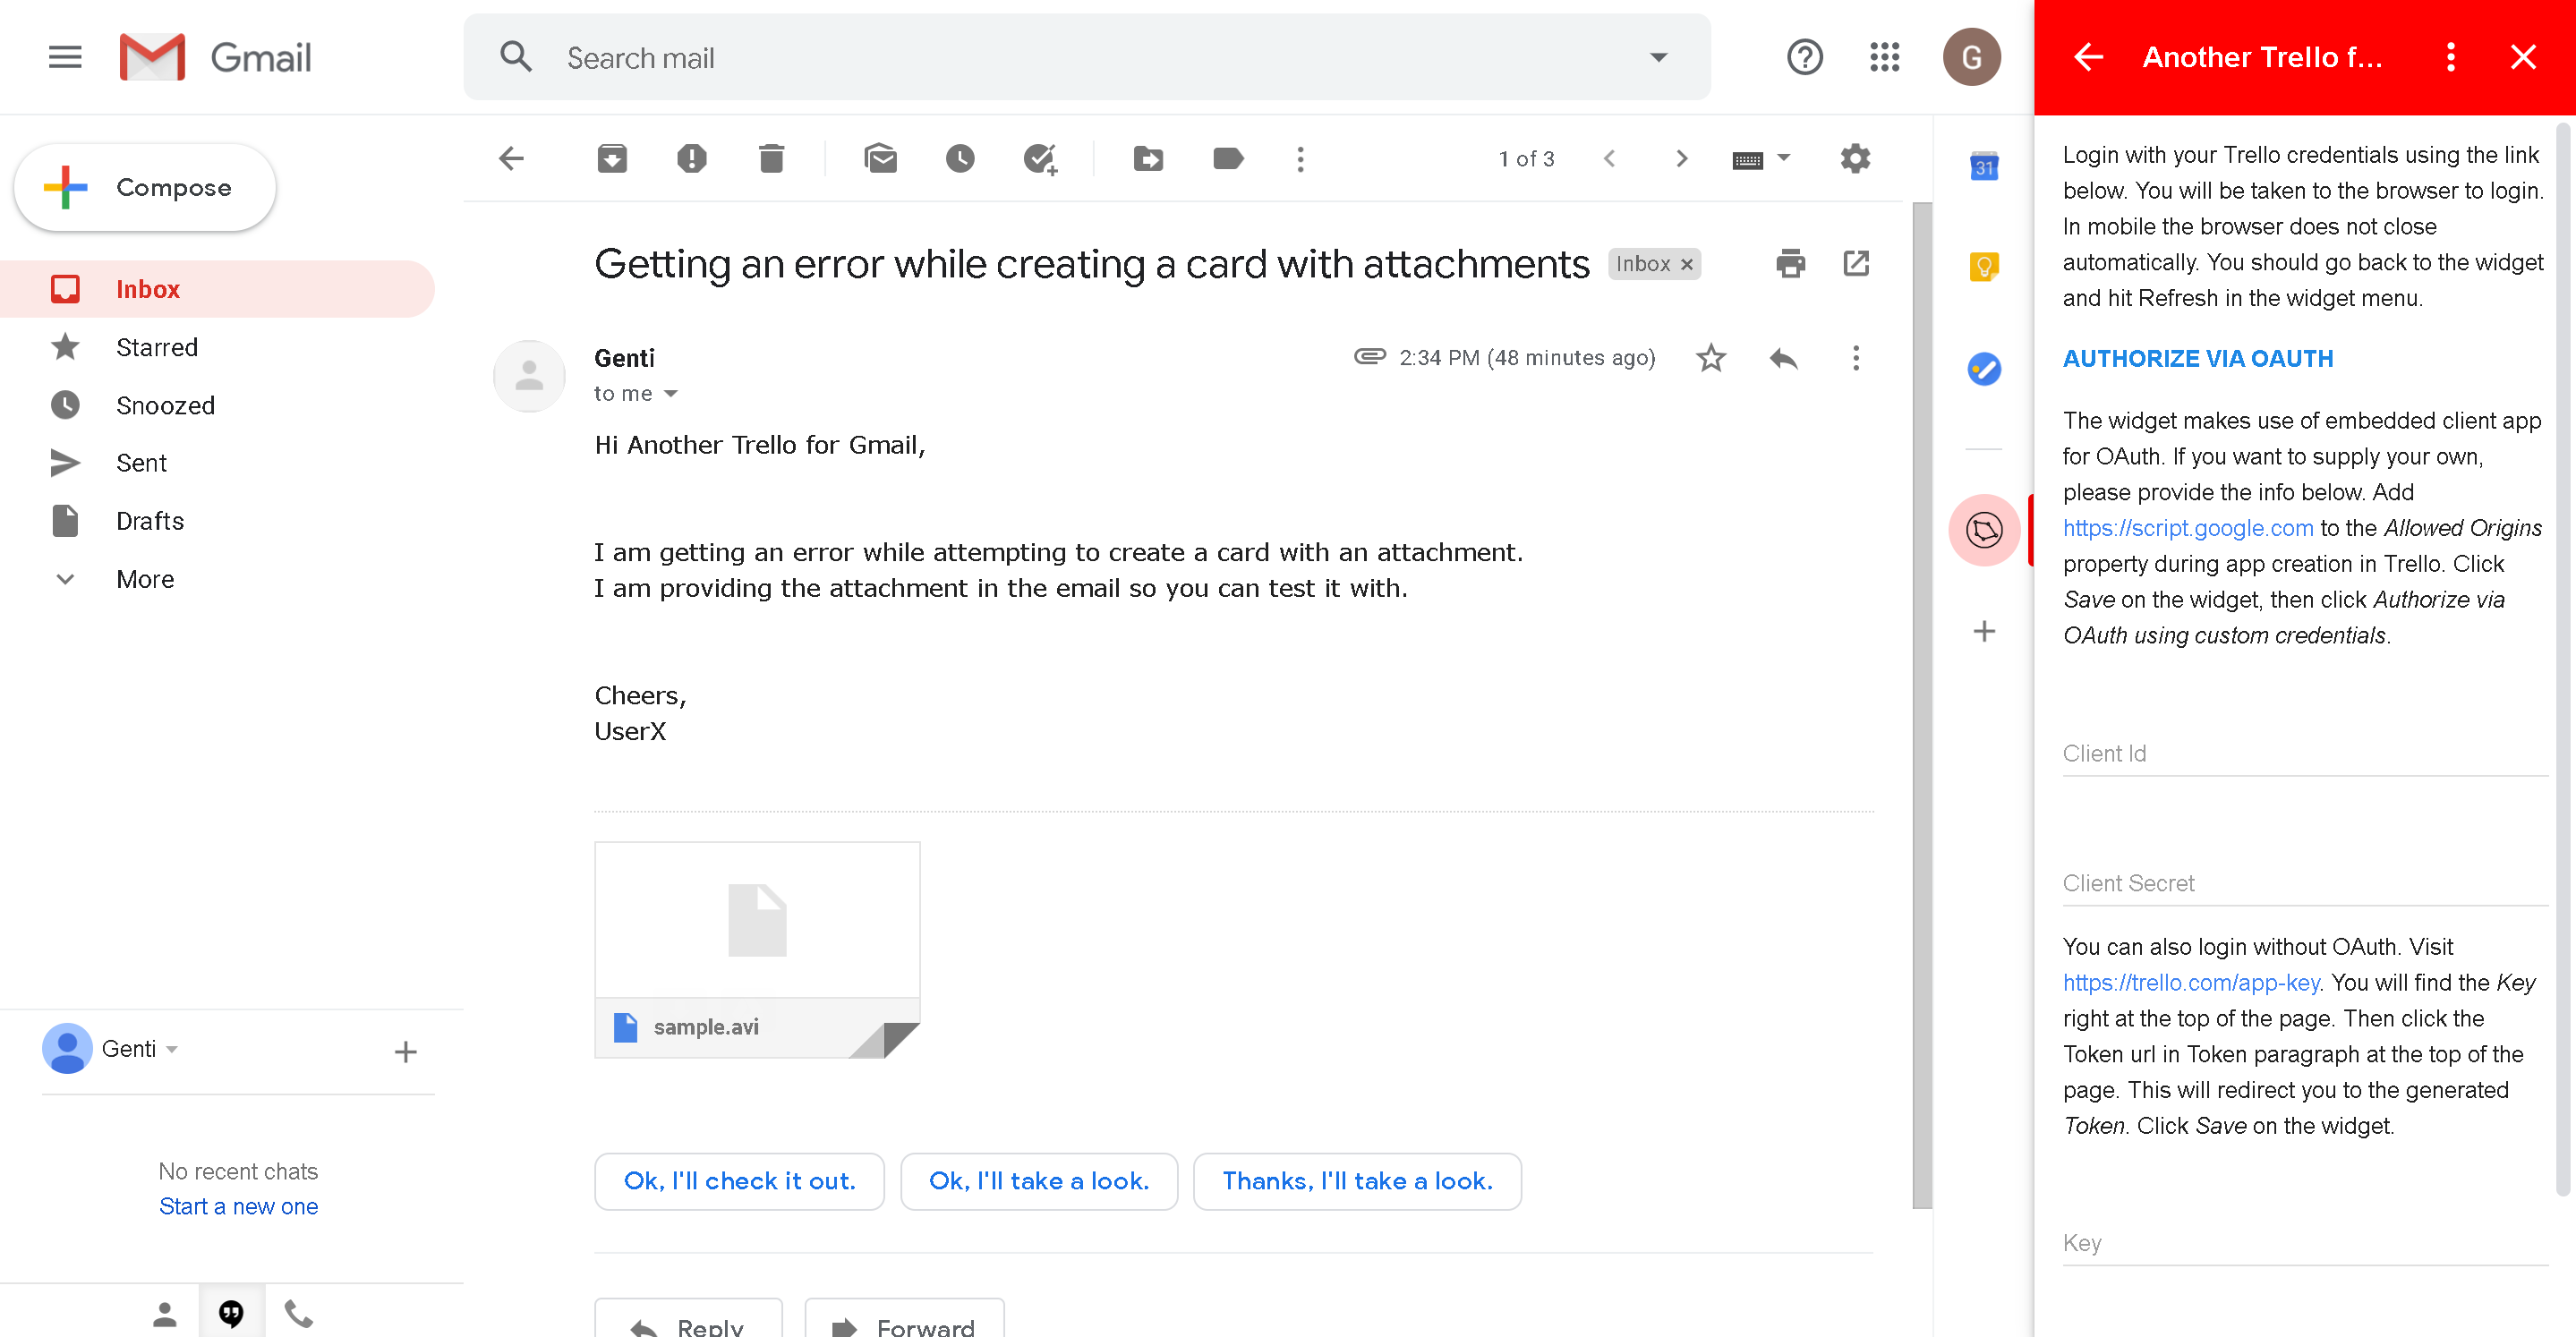 Gmail
Search mail
G
Another Trello f...
Compose
Inbox
Starred
Snoozed
Sent
Drafts
More
Genti
No recent chats
Start a new one
1 of 3
Getting an error while creating a card with attachments
Inbox ×
Genti
2:34 PM (48 minutes ago)
to me
Hi Another Trello for Gmail,
I am getting an error while attempting to create a card with an attachment.
I am providing the attachment in the email so you can test it with.
Cheers,
UserX
sample.avi
Ok, I'll check it out.
Ok, I'll take a look.
Thanks, I'll take a look.
Reply
Forward
31
Login with your Trello credentials using the link
below. You will be taken to the browser to login.
In mobile the browser does not close
automatically. You should go back to the widget
and hit Refresh in the widget menu.
AUTHORIZE VIA OAUTH
The widget makes use of embedded client app
for OAuth. If you want to supply your own,
please provide the info below. Add
https://script.google.com to the Allowed Origins
property during app creation in Trello. Click
Save on the widget, then click Authorize via
OAuth using custom credentials.
Client Id
Client Secret
You can also login without OAuth. Visit
https://trello.com/app-key. You will find the Key
right at the top of the page. Then click the
Token url in Token paragraph at the top of the
page. This will redirect you to the generated
Token. Click Save on the widget.
Key